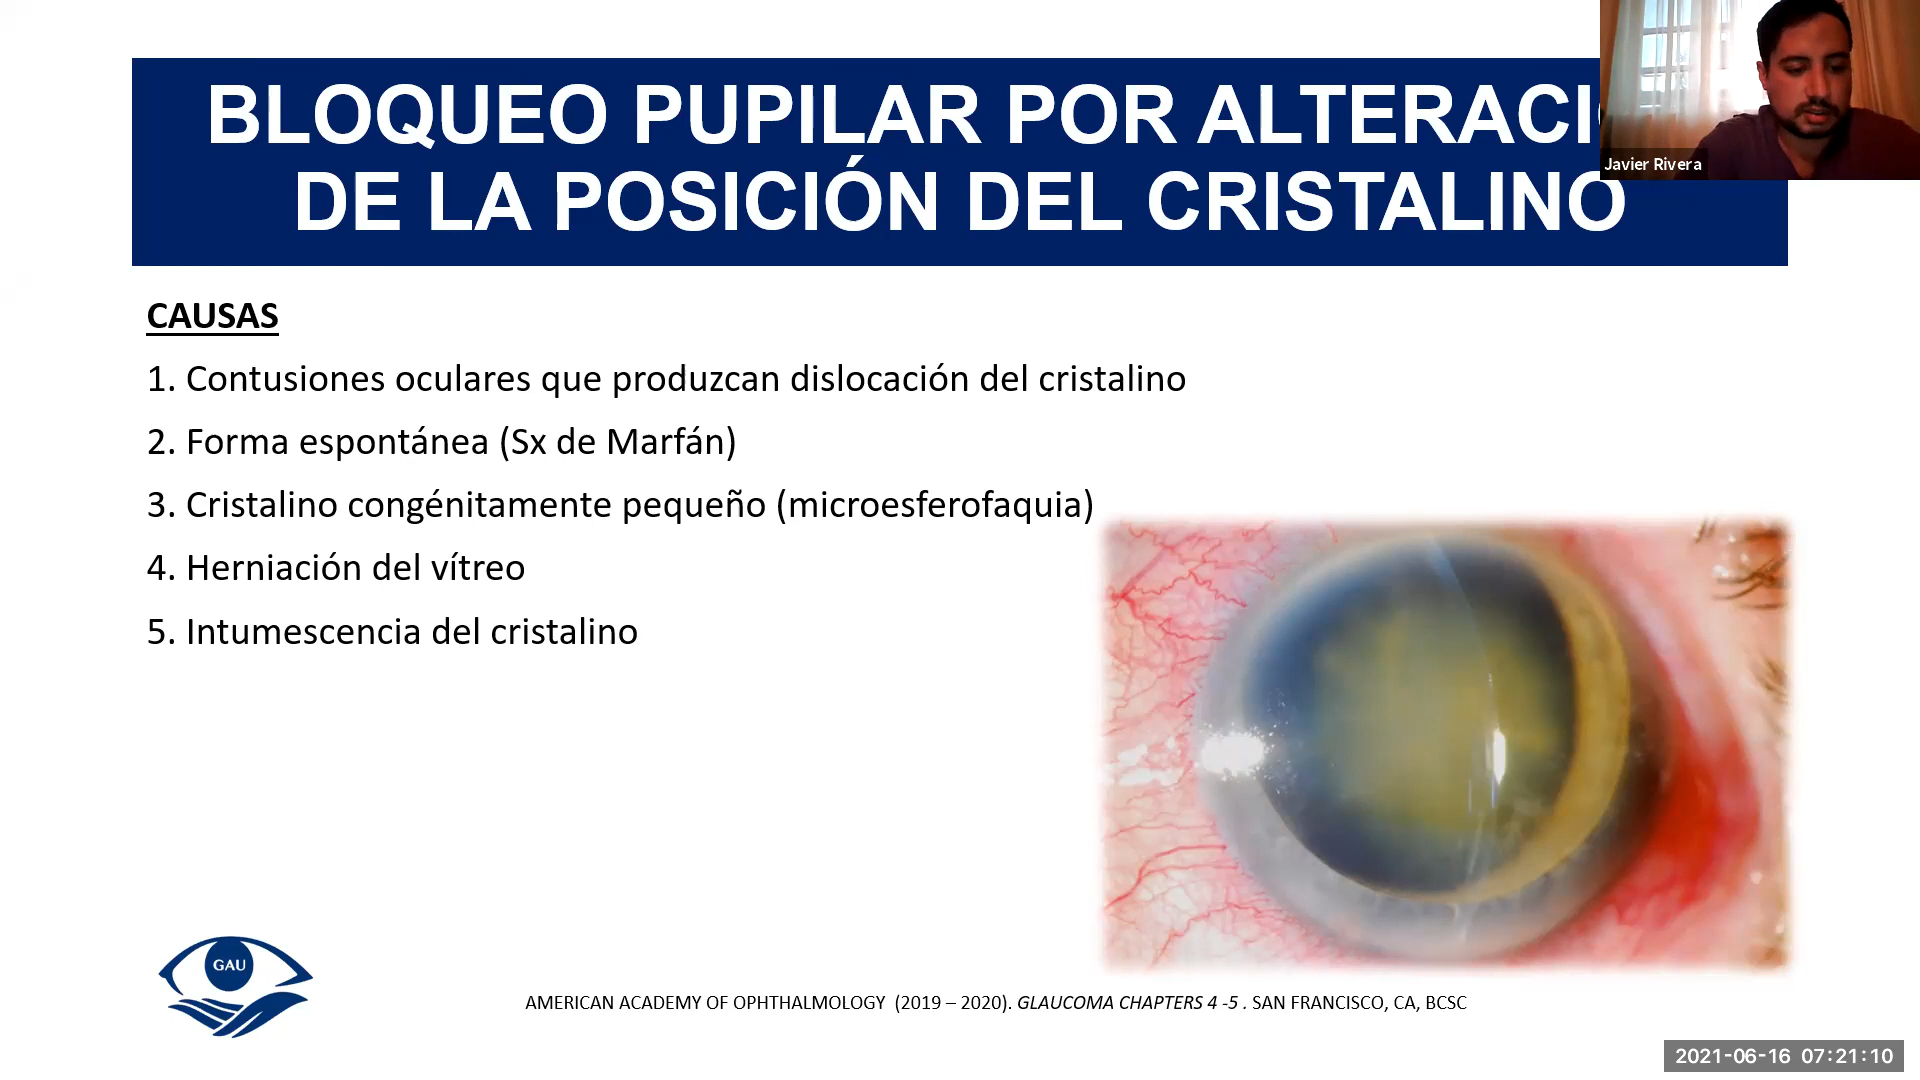 BLOQUEO PUPILAR POR
DE LA POSICIÓN DEL CRISTALINO
Javier Rivera
CAUSAS
1. Contusiones oculares que produzcan dislocación del cristalino
2. Forma espontánea (Sx de Marfán)
3. Cristalino congénitamente pequeño (microesferofaquia)
4. Herniación del vítreo
5. Intumescencia del cristalino
GAU
AMERICAN ACADEMY OF OPHTHALMOLOGY (2019 – 2020). GLAUCOMA CHAPTERS 4 -5 . SAN FRANCISCO, CA, BCSC
2021-06-16 07:21:10